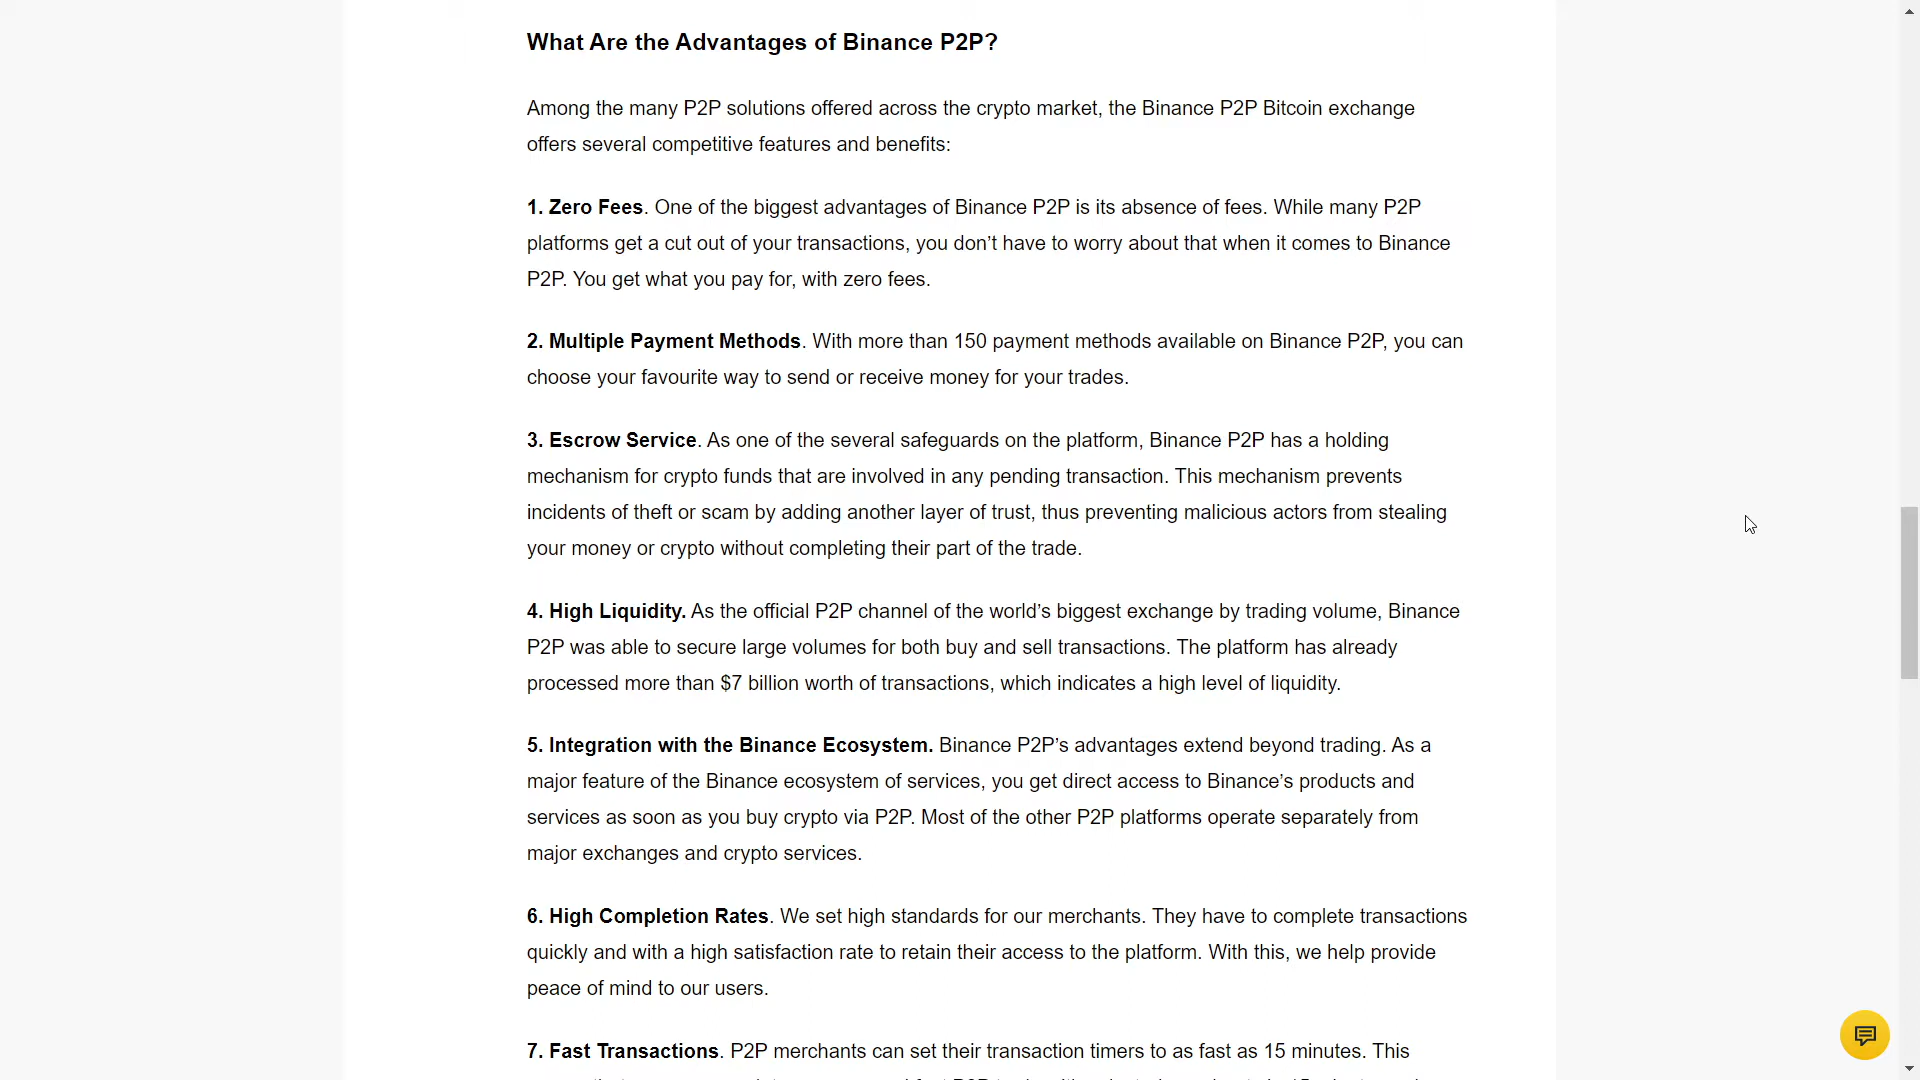 What Are the Advantages of Binance P2P?
Among the many P2P solutions offered across the crypto market, the Binance P2P Bitcoin exchange
offers several competitive features and benefits:
1. Zero Fees. One of the biggest advantages of Binance P2P is its absence of fees. While many P2P
platforms get a cut out of your transactions, you don’t have to worry about that when it comes to Binance
P2P. You get what you pay for, with zero fees.
2. Multiple Payment Methods. With more than 150 payment methods available on Binance P2P, you can
choose your favourite way to send or receive money for your trades.
3. Escrow Service. As one of the several safeguards on the platform, Binance P2P has a holding
mechanism for crypto funds that are involved in any pending transaction. This mechanism prevents
incidents of theft or scam by adding another layer of trust, thus preventing malicious actors from stealing
your money or crypto without completing their part of the trade.
4. High Liquidity. As the official P2P channel of the world’s biggest exchange by trading volume, Binance
P2P was able to secure large volumes for both buy and sell transactions. The platform has already
processed more than $7 billion worth of transactions, which indicates a high level of liquidity.
5. Integration with the Binance Ecosystem. Binance P2P’s advantages extend beyond trading. As a
major feature of the Binance ecosystem of services, you get direct access to Binance’s products and
services as soon as you buy crypto via P2P. Most of the other P2P platforms operate separately from
major exchanges and crypto services.
6. High Completion Rates. We set high standards for our merchants. They have to complete transactions
quickly and with a high satisfaction rate to retain their access to the platform. With this, we help provide
peace of mind to our users.
7. Fast Transactions. P2P merchants can set their transaction timers to as fast as 15 minutes. This